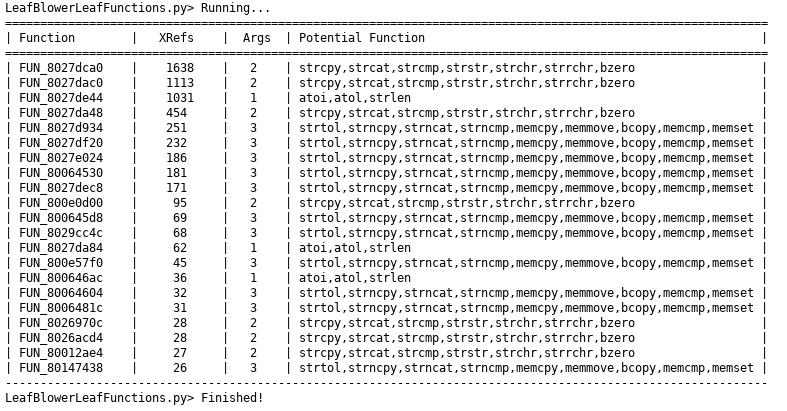 LeafBlowerLeafFunctions.py> Running...
| Function | XRefs | Args | Potential Function |
| FUN_8027dca0 | 1638 | 2 | strcpy,strcat,strcmp,strstr,strchr,strrchr,bzero |
| FUN_8027dac0 | 1113 | 2 | strcpy,strcat,strcmp,strstr,strchr,strrchr,bzero |
| FUN_8027de44 | 1031 | 1 | atoi,atol,strlen |
| FUN_8027da48 | 454 | 2 | strcpy,strcat,strcmp,strstr,strchr,strrchr,bzero |
| FUN_8027d934 | 251 | 3 | strtol,strncpy,strncat,strncmp,memcpy,memmove,bcopy,memcmp,memset |
| FUN_8027df20 | 232 | 3 | strtol,strncpy,strncat,strncmp,memcpy,memmove,bcopy,memcmp,memset |
| FUN_8027e024 | 186 | 3 | strtol,strncpy,strncat,strncmp,memcpy,memmove,bcopy,memcmp,memset |
| FUN_80064530 | 181 | 3 | strtol,strncpy,strncat,strncmp,memcpy,memmove,bcopy,memcmp,memset |
| FUN_8027dec8 | 171 | 3 | strtol,strncpy,strncat,strncmp,memcpy,memmove,bcopy,memcmp,memset |
| FUN_800e0d00 | 95 | 2 | strcpy,strcat,strcmp,strstr,strchr,strrchr,bzero |
| FUN_800645d8 | 69 | 3 | strtol,strncpy,strncat,strncmp,memcpy,memmove,bcopy,memcmp,memset |
| FUN_8029cc4c | 68 | 3 | strtol,strncpy,strncat,strncmp,memcpy,memmove,bcopy,memcmp,memset |
| FUN_8027da84 | 62 | 1 | atoi,atol,strlen |
| FUN_800e57f0 | 45 | 3 | strtol,strncpy,strncat,strncmp,memcpy,memmove,bcopy,memcmp,memset |
| FUN_800646ac | 36 | 1 | atoi,atol,strlen |
| FUN_80064604 | 32 | 3 | strtol,strncpy,strncat,strncmp,memcpy,memmove,bcopy,memcmp,memset |
| FUN_8006481c | 31 | 3 | strtol,strncpy,strncat,strncmp,memcpy,memmove,bcopy,memcmp,memset |
| FUN_8026970c | 28 | 2 | strcpy,strcat,strcmp,strstr,strchr,strrchr,bzero |
| FUN_8026acd4 | 28 | 2 | strcpy,strcat,strcmp,strstr,strchr,strrchr,bzero |
| FUN_80012ae4 | 27 | 2 | strcpy,strcat,strcmp,strstr,strchr,strrchr,bzero |
| FUN_80147438 | 26 | 3 | strtol,strncpy,strncat,strncmp,memcpy,memmove,bcopy,memcmp,memset |
LeafBlowerLeafFunctions.py> Finished!